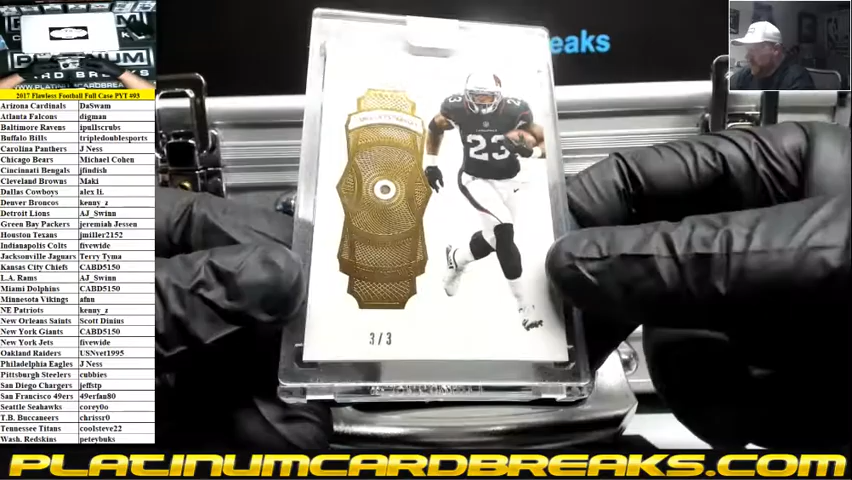 eaks
2017 Flawless Football Full Case PYT #93
Arizona Cardinals DaSwam
Atlanta Falcons digman
Baltimore Ravens ipullscrubs
Buffalo Bills tripledoublesports
Carolina Panthers J Ness
Chicago Bears Michael Cohen
Cincinnati Bengals jfindish
Cleveland Browns Maki
Dallas Cowboys alex li.
Denver Broncos kenny_z
Detroit Lions AJ_Swinn
Green Bay Packers jeremiah Jessen
Houston Texans jmiller2152
Indianapolis Colts fivewide
Jacksonville Jaguars Terry Tyma
Kansas City Chiefs CABD5150
L.A. Rams AJ_Swinn
Miami Dolphins CABD5150
Minnesota Vikings afnn
NE Patriots kenny_z
New Orleans Saints Scott Dinius
New York Giants CABD5150
New York Jets fivewide
Oakland Raiders USNvet1995
Philadelphia Eagles J Ness
Pittsburgh Steelers cubbies
San Diego Chargers jeffstp
San Francisco 49ers 49erfan80
Seattle Seahawks corey0o
T.B. Buccaneers chrissr0
Tennessee Titans coolsteve22
Wash. Redskins peteybuks
23
23
3/3
PLATINUMCARDBREAKS.COM